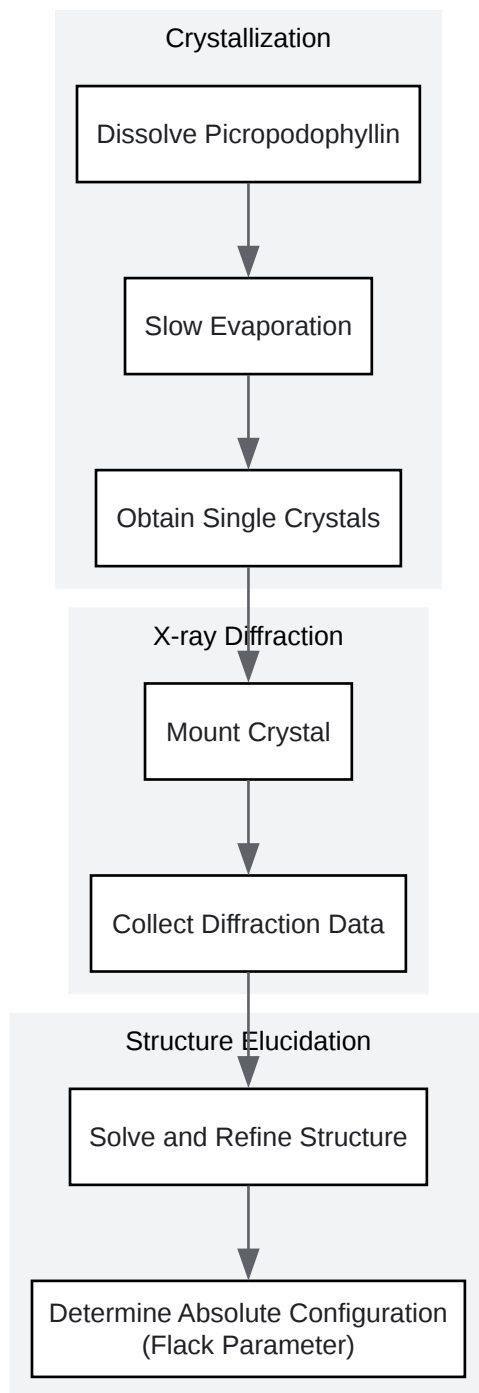 Crystallization
Dissolve Picropodophyllin
Slow Evaporation
Obtain Single Crystals
X-ray Diffraction
Mount Crystal
Collect Diffraction Data
Structure Elucidation
Solve and Refine Structure
Determine Absolute Configuration
(Flack Parameter)